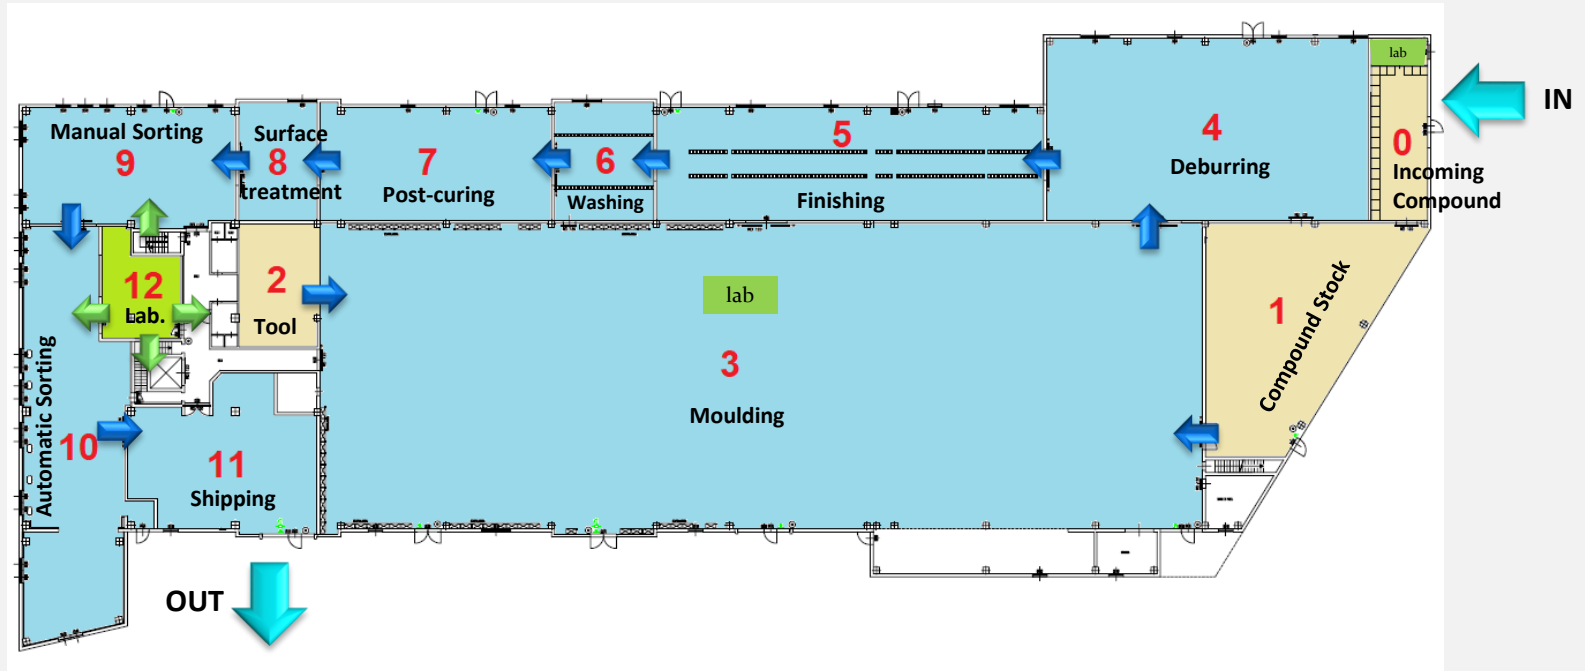 lab
IN
Manual Sorting
9
Surface
8
treatment
7
Post-curing
6
Washing
5
Finishing
4
Deburring
0
Incoming
Compound
12
Lab.
2
Tool
lab
3
Moulding
1
Compound Stock
Automatic Sorting
10
11
Shipping
OUT